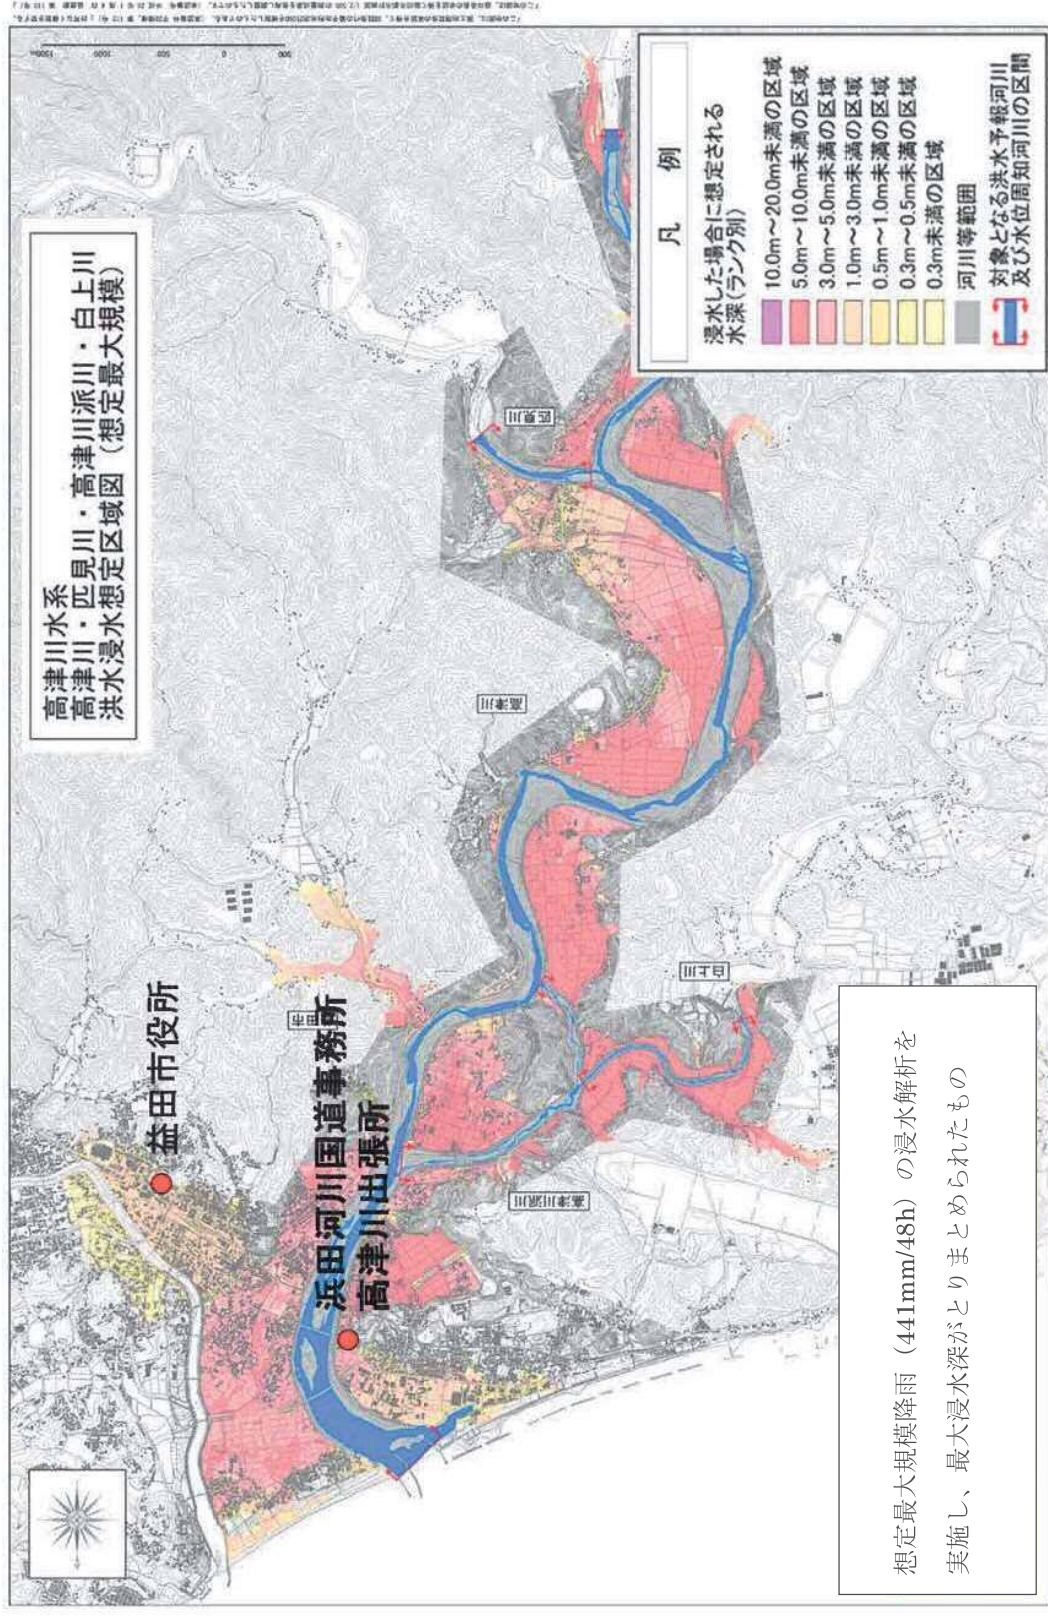 高津川水系
高津川・匹見川・高津川派川・白上川
洪水浸水想定区域図（想定最大規模）
益田市役所
浜田河川国道事務所
高津川出張所
田市
匹見川
高津川
白上川
高津川派川
1500m 1000 500 0 500
凡 例
浸水した場合に想定される
水深(ランク別)
10.0m～20.0m未満の区域
5.0m～10.0m未満の区域
3.0m～5.0m未満の区域
1.0m～3.0m未満の区域
0.5m～1.0m未満の区域
0.3m～0.5m未満の区域
0.3m未満の区域
河川等範囲
対象となる洪水予報河川
及び水位周知河川の区間
想定最大規模降雨（441mm/48h）の浸水解析を
実施し、最大浸水深がとりまとめられたもの